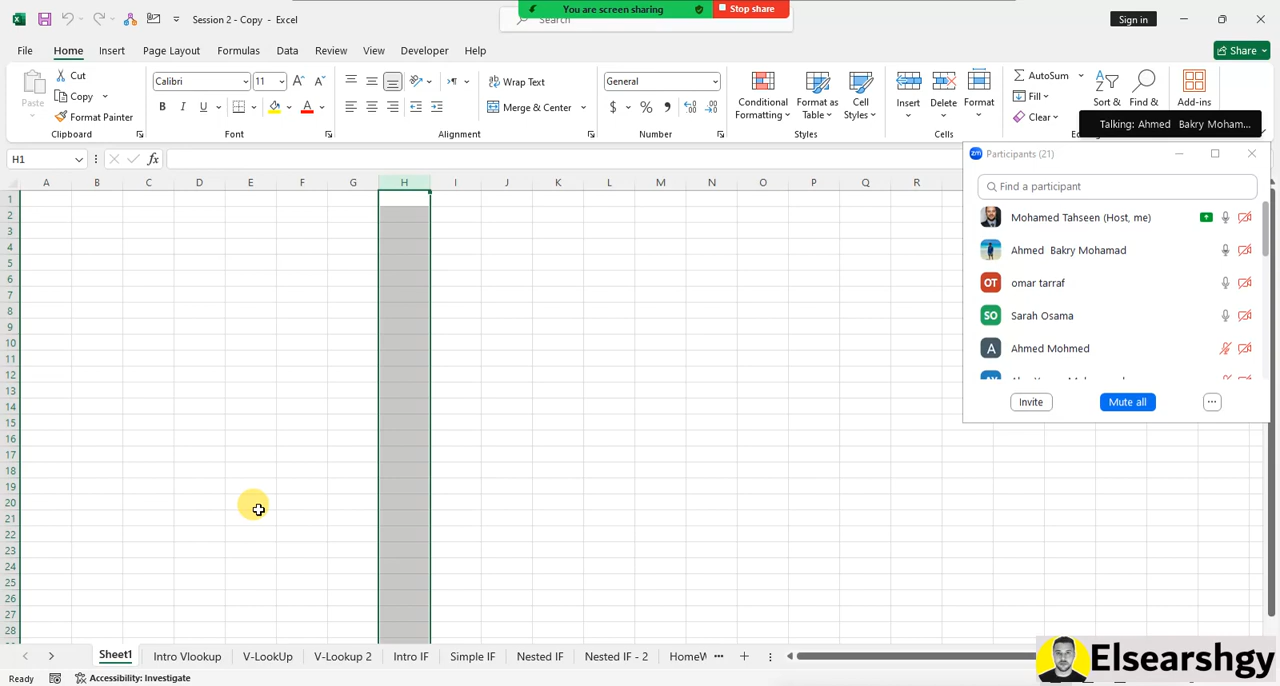 Session 2 - Copy - Excel
Search
You are screen sharing
Stop share
Sign in
File Home Insert Page Layout Formulas Data Review View Developer Help
Share
Paste
Cut
Copy
Format Painter
Clipboard
Calibri 11
B I U
Font
Wrap Text
Merge & Center
Alignment
General
$ % 9
Number
Conditional Formatting
Format as Table
Cell Styles
Styles
Insert
Delete
Format
Cells
AutoSum
Fill
Clear
Sort &
Find &
Add-ins
Talking: Ahmed Bakry Moham...
H1
fx
Participants (21)
Find a participant
Mohamed Tahseen (Host, me)
Ahmed Bakry Mohamad
OT omar tarraf
SO Sarah Osama
A Ahmed Mohmed
Invite
Mute all
A B C D E F G H I J K L M N O P Q R
1
2
3
4
5
6
7
8
9
10
11
12
13
14
15
16
17
18
19
20
21
22
23
24
25
26
27
28
Sheet1 Intro Vlookup V-LookUp Simple IF Nested IF Nested IF - 2
Ready
Accessibility: Investigate
Elsearshgy